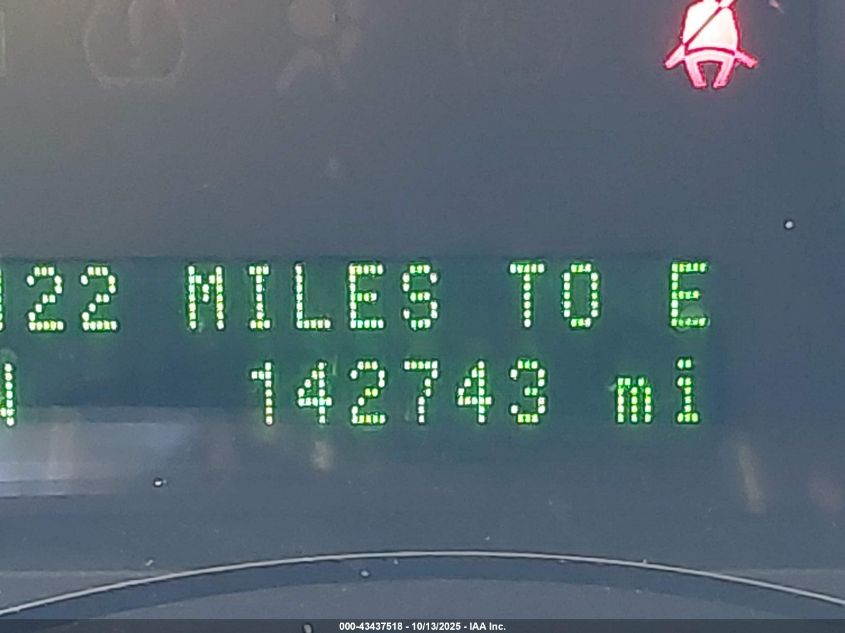 22 MILES TO E
142743 mi
000-43437518 - 10/13/2025 - IAA Inc.